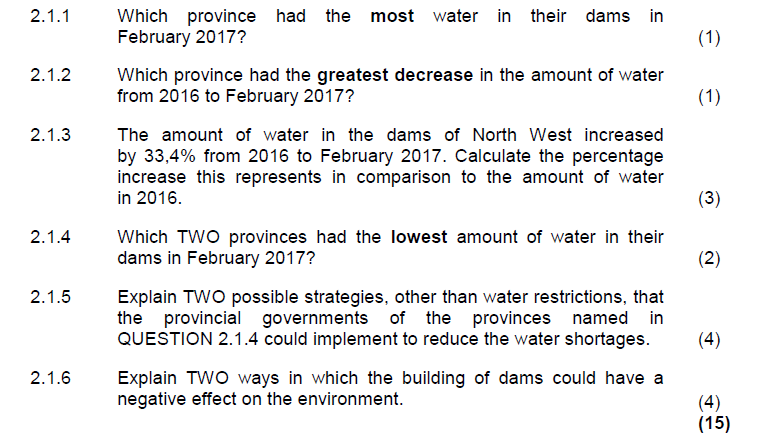 2.1.1 Which province had the most water in their dams in
February 2017? (1)
2.1.2 Which province had the greatest decrease in the amount of water
from 2016 to February 2017? (1)
2.1.3 The amount of water in the dams of North West increased
by 33,4% from 2016 to February 2017. Calculate the percentage
increase this represents in comparison to the amount of water
in 2016. (3)
2.1.4 Which TWO provinces had the lowest amount of water in their
dams in February 2017? (2)
2.1.5 Explain TWO possible strategies, other than water restrictions, that
the provincial governments of the provinces named in
QUESTION 2.1.4 could implement to reduce the water shortages. (4)
2.1.6 Explain TWO ways in which the building of dams could have a
negative effect on the environment. (4)
(15)